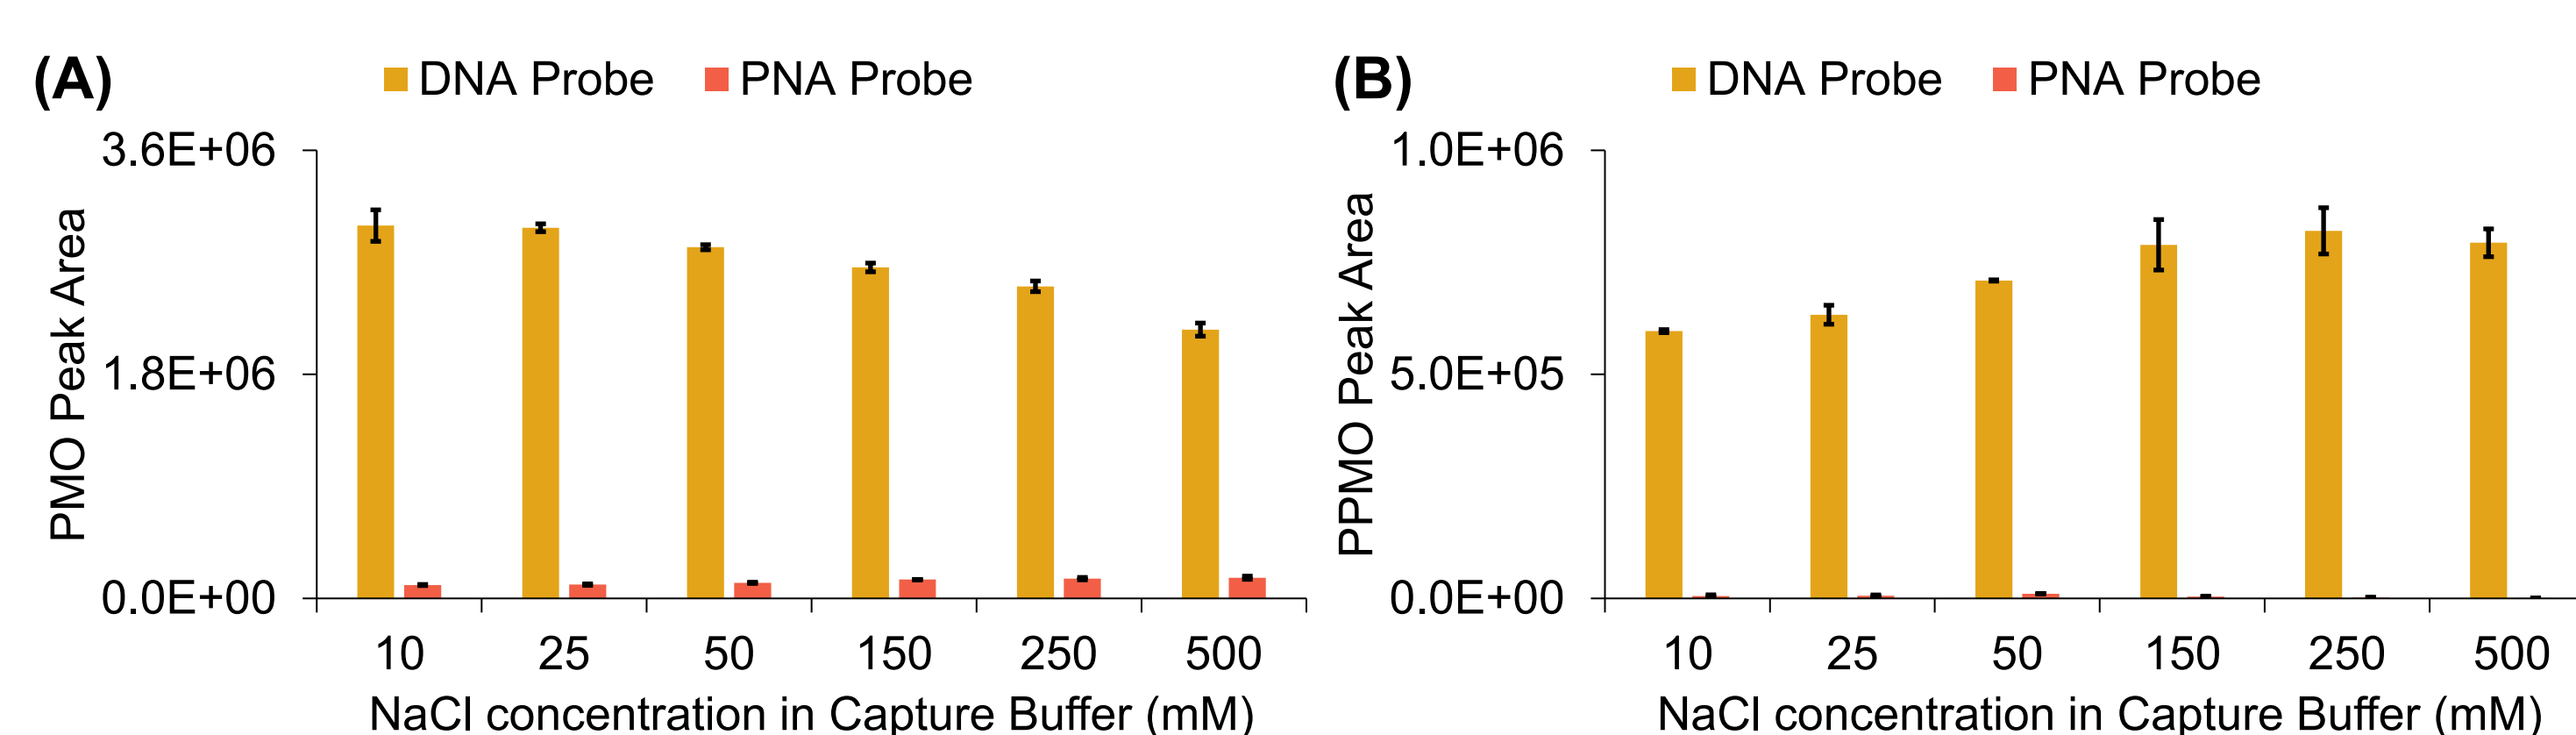 (A)
DNA Probe PNA Probe
3.6E+06
1.8E+06
0.0E+00
PMO Peak Area
10 25 50 150 250 500
NaCl concentration in Capture Buffer (mM)
(B)
DNA Probe PNA Probe
1.0E+06
5.0E+05
0.0E+00
PPMO Peak Area
10 25 50 150 250 500
NaCl concentration in Capture Buffer (mM)